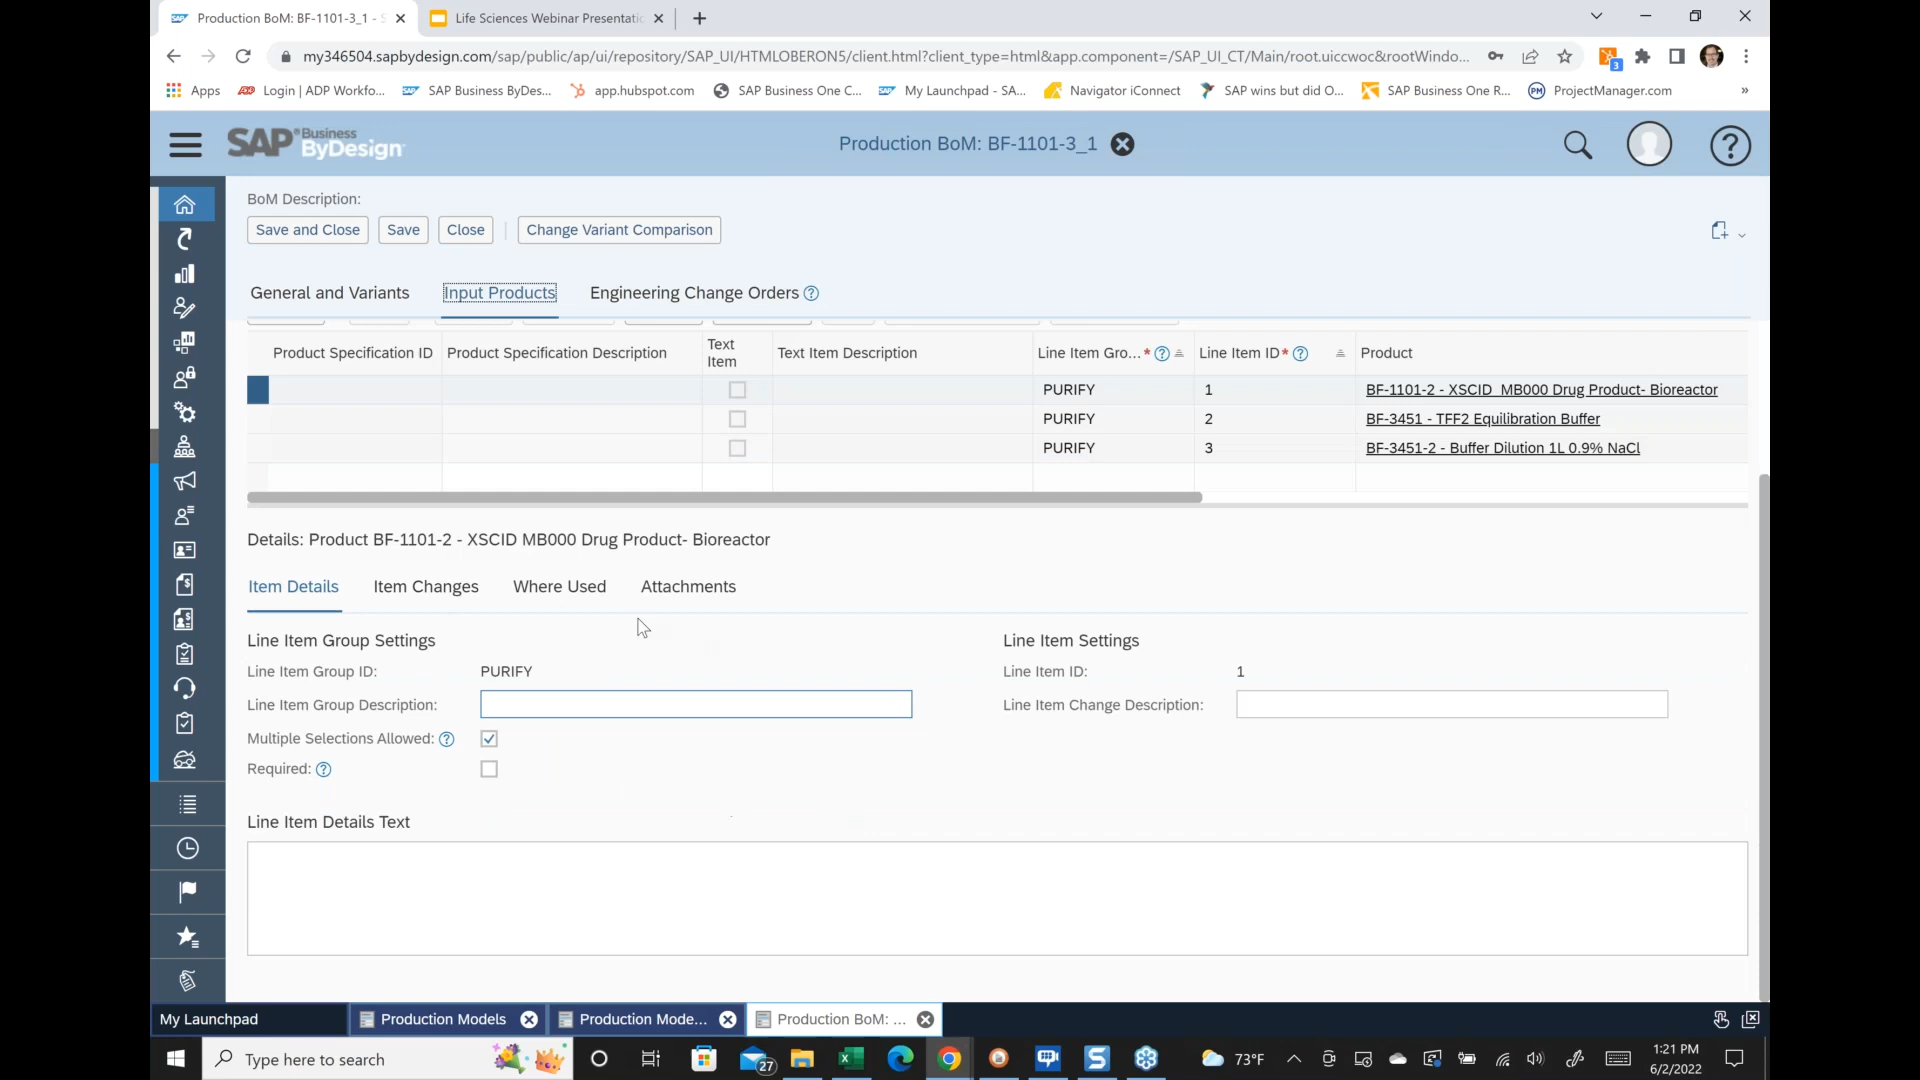 Production BoM: BF-1101-3_1 - S
Life Sciences Webinar Presentatio
my346504.sapbydesign.com/sap/public/ap/ui/repository/SAP_UI/HTMLOBERON5/client.html?client_type=html&app.component=/SAP_UI_CT/Main/root.uiccwoc&rootWindo...
3
Apps
Login | ADP Workfo...
SAP Business ByDes...
app.hubspot.com
SAP Business One C...
My Launchpad - SA...
Navigator iConnect
SAP wins but did O...
SAP Business One R...
PM
ProjectManager.com
SAP Business ByDesign
Production BoM: BF-1101-3_1
BoM Description:
Save and Close
Save
Close
Change Variant Comparison
General and Variants
Input Products
Engineering Change Orders
Product Specification ID
Product Specification Description
Text Item
Text Item Description
Line Item Gro... *
Line Item ID *
Product
PURIFY 1 BF-1101-2 - XSCID MB000 Drug Product- Bioreactor
PURIFY 2 BF-3451 - TFF2 Equilibration Buffer
PURIFY 3 BF-3451-2 - Buffer Dilution 1L 0.9% NaCl
Details: Product BF-1101-2 - XSCID MB000 Drug Product- Bioreactor
Item Details
Item Changes
Where Used
Attachments
Line Item Group Settings
Line Item Settings
Line Item Group ID: PURIFY
Line Item ID: 1
Line Item Group Description:
Line Item Change Description:
Multiple Selections Allowed:
Required:
Line Item Details Text
My Launchpad
Production Models
Production Mode...
Production BoM: ...
Type here to search
27
73°F
1:21 PM
6/2/2022